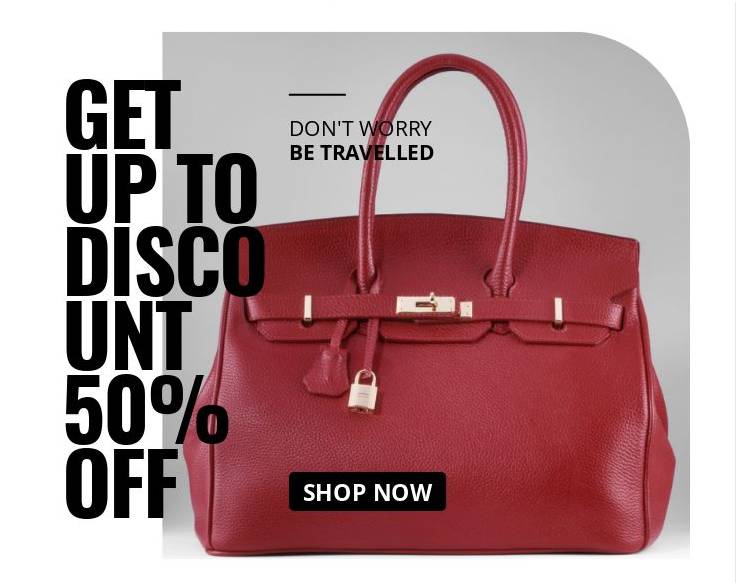 GET
UP TO
DISCO
UNT
50%
OFF
DON'T WORRY
BE TRAVELLED
SHOP NOW